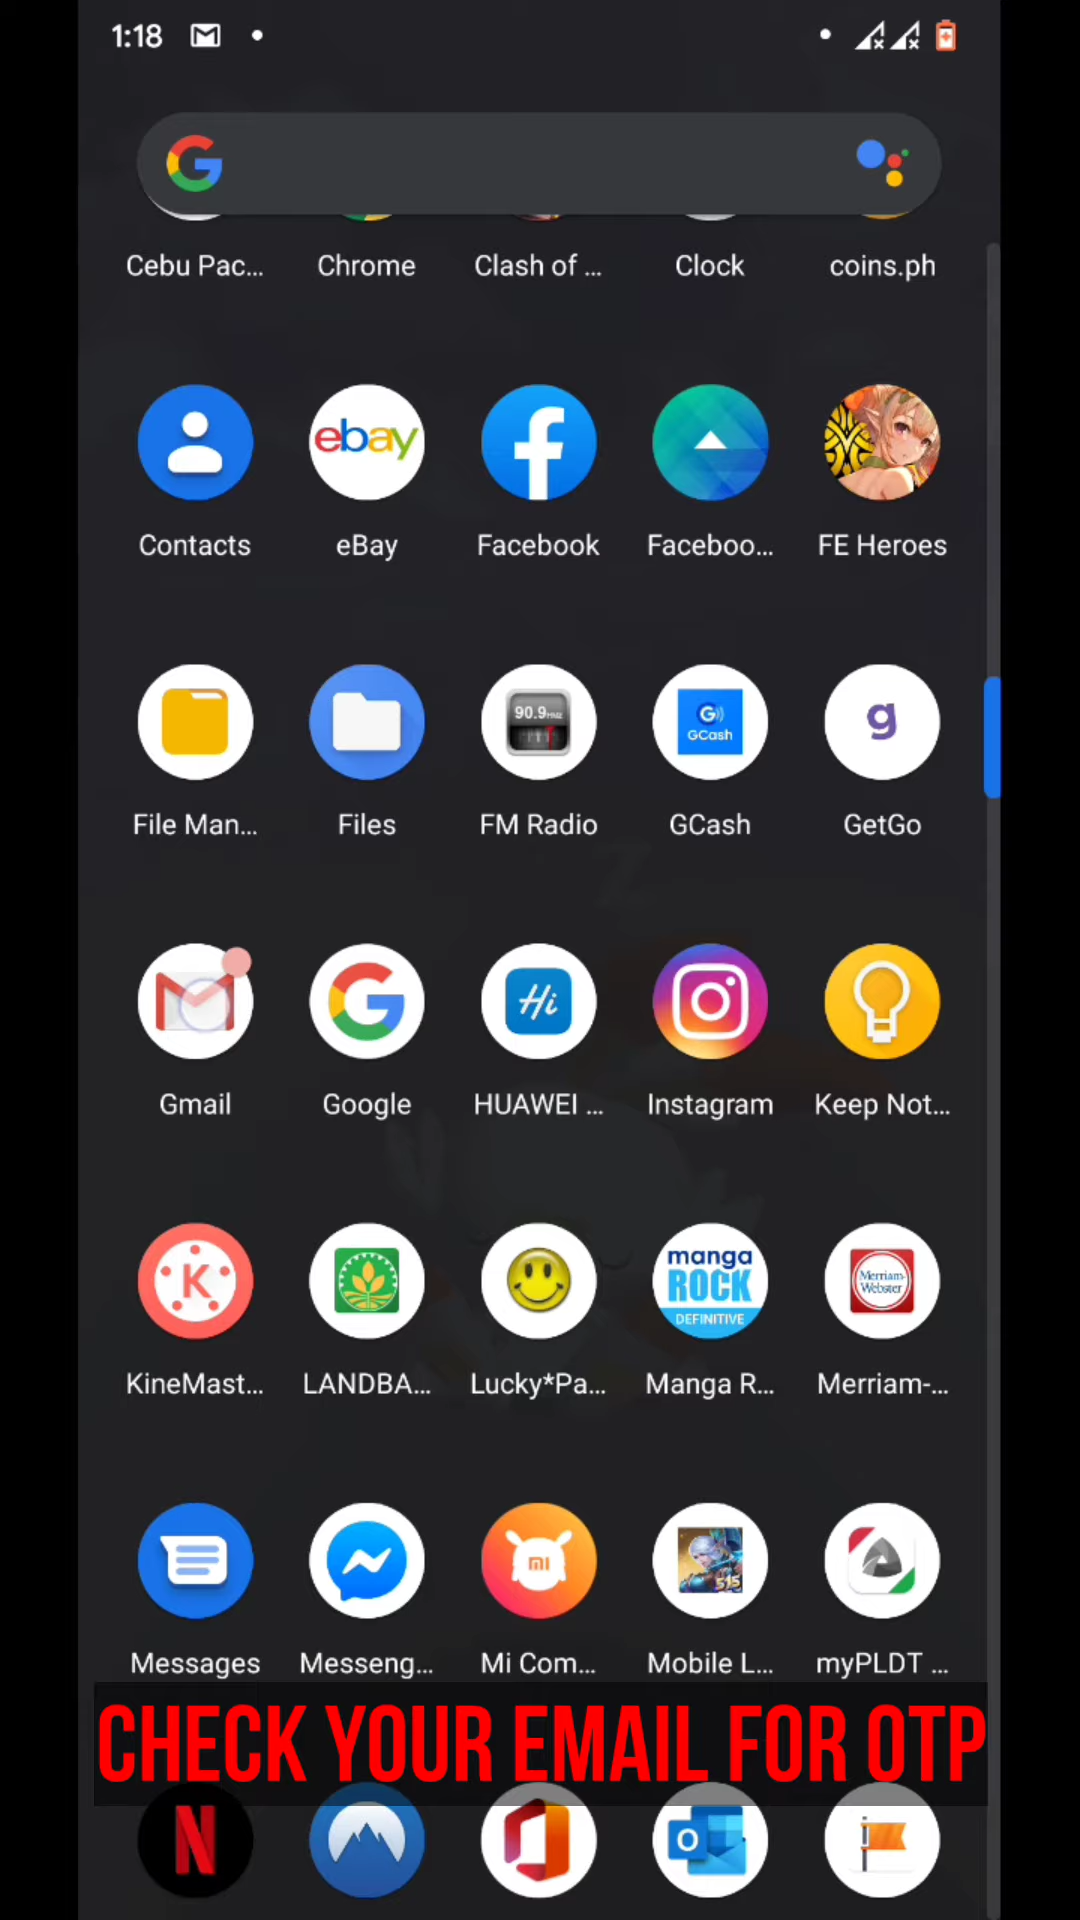 1:18
Cebu Pac... Chrome Clash of ... Clock coins.ph
ebay
Contacts eBay Facebook Faceboo... FE Heroes
90.9MHz G GCash g
File Man... Files FM Radio GCash GetGo
Hi
Gmail Google HUAWEI ... Instagram Keep Not...
K manga ROCK DEFINITIVE Merriam-Webster
KineMast... LANDBA... Lucky*Pa... Manga R... Merriam-...
mi 515
Messages Messeng... Mi Com... Mobile L... myPLDT ...
CHECK YOUR EMAIL FOR OTP
N O